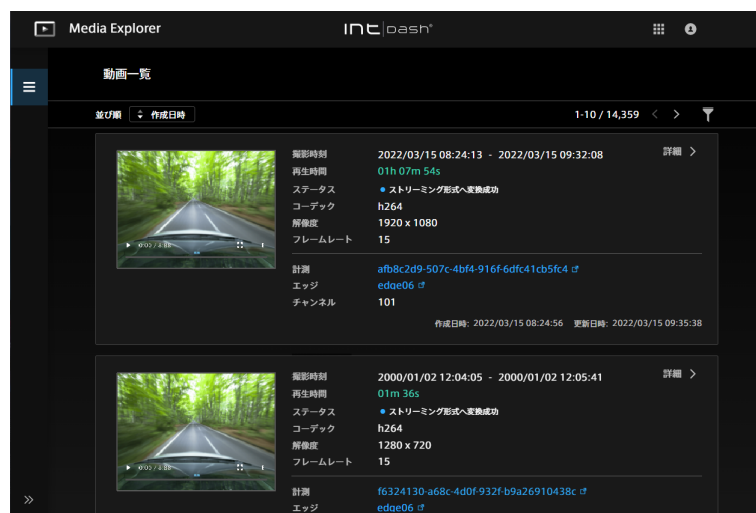 Media Explorer
ınt|dash®
動画一覧
並び順 作成日時
1-10 / 14,359
撮影時刻 2022/03/15 08:24:13 - 2022/03/15 09:32:08 詳細
再生時間 01h 07m 54s
ステータス ストリーミング形式へ変換成功
コーデック h264
解像度 1920 x 1080
フレームレート 15
0:00 / 4:88
計測 afb8c2d9-507c-4bf4-916f-6dfc41cb5fc4
エッジ edge06
チャンネル 101
作成日時: 2022/03/15 08:24:56 更新日時: 2022/03/15 09:35:38
撮影時刻 2000/01/02 12:04:05 - 2000/01/02 12:05:41 詳細
再生時間 01m 36s
ステータス ストリーミング形式へ変換成功
コーデック h264
解像度 1280 x 720
フレームレート 15
計測 f6324130-a68c-4d0f-932f-b9a26910438c
エッジ edge06